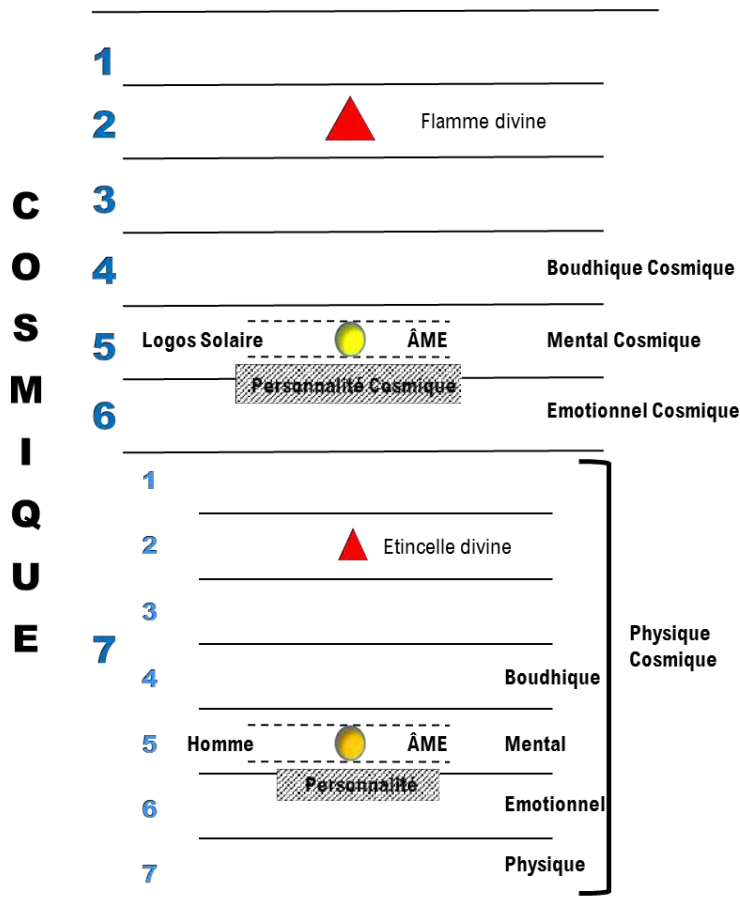 COSMIQUE
1
2 Flamme divine
3
4 Boudhique Cosmique
5 Logos Solaire ÂME Mental Cosmique
Personnalité Cosmique
6 Emotionnel Cosmique
7
1
2 Etincelle divine
3
4 Boudhique
5 Homme ÂME Mental
Personnalité
6 Emotionnel
7 Physique
Physique
Cosmique